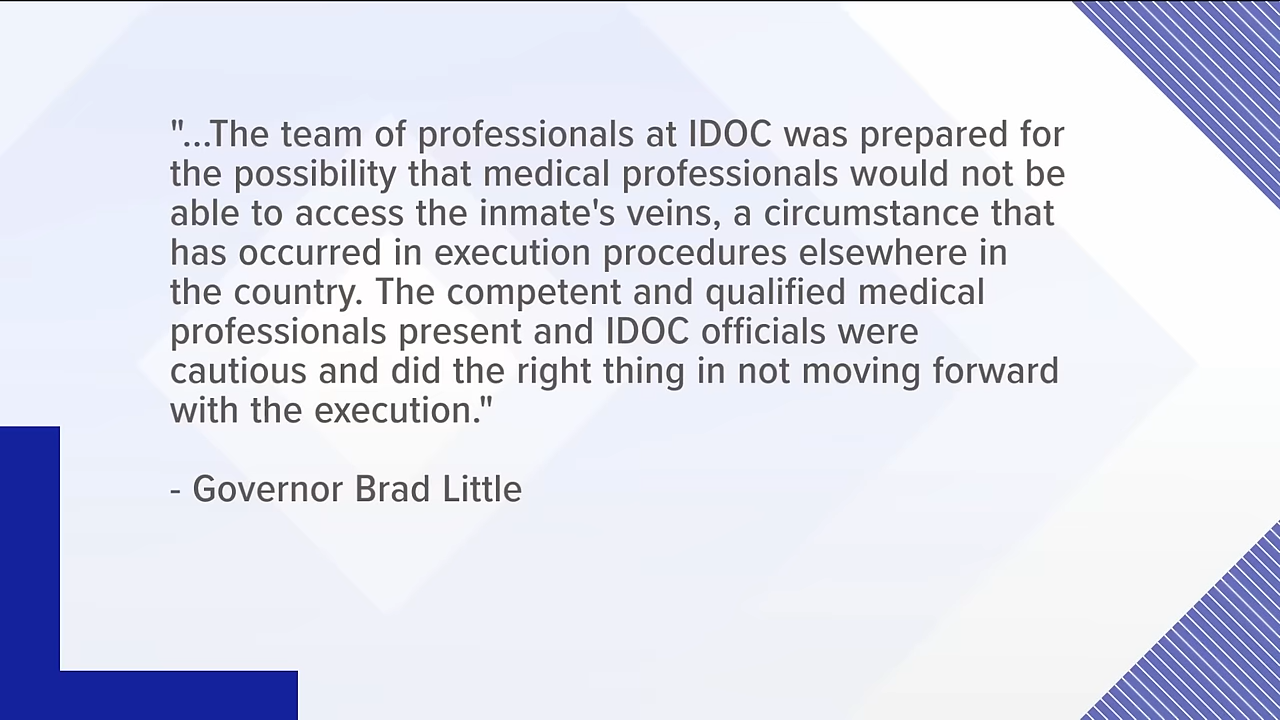 "...The team of professionals at IDOC was prepared for
the possibility that medical professionals would not be
able to access the inmate's veins, a circumstance that
has occurred in execution procedures elsewhere in
the country. The competent and qualified medical
professionals present and IDOC officials were
cautious and did the right thing in not moving forward
with the execution."
- Governor Brad Little